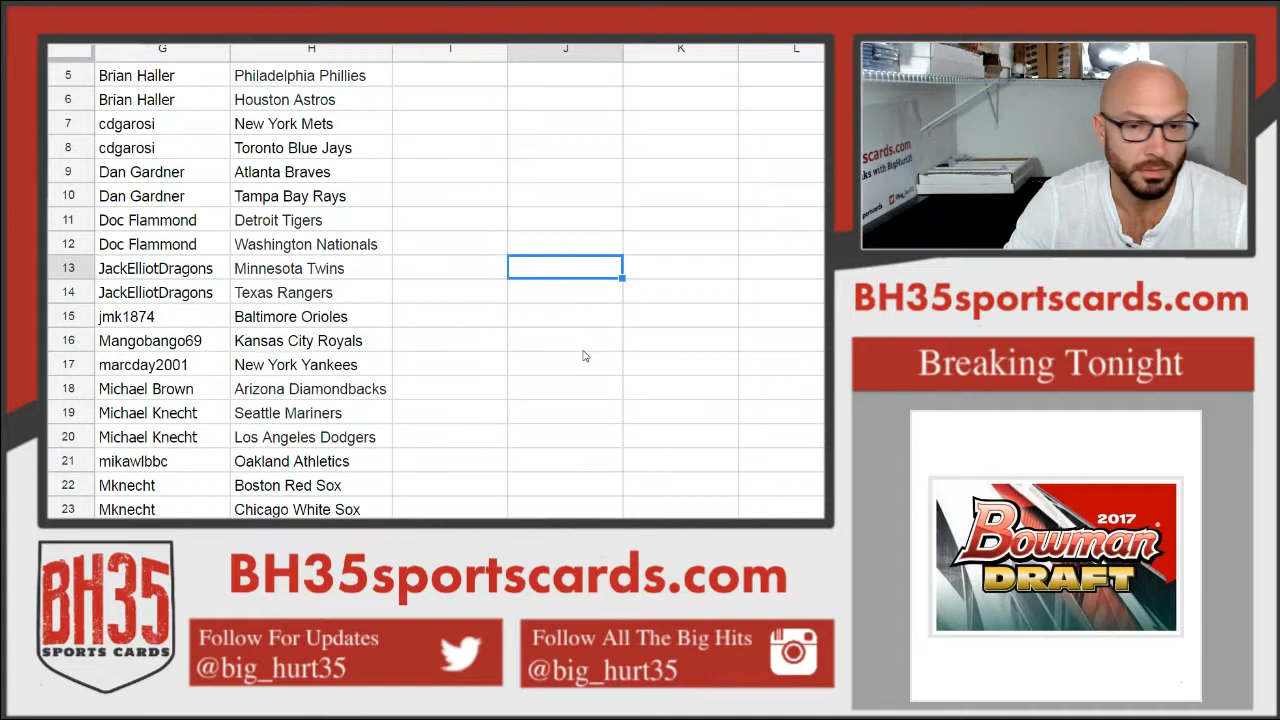 G H I J K L
5 Brian Haller Philadelphia Phillies
6 Brian Haller Houston Astros
7 cdgarosi New York Mets
8 cdgarosi Toronto Blue Jays
9 Dan Gardner Atlanta Braves
10 Dan Gardner Tampa Bay Rays
11 Doc Flammond Detroit Tigers
12 Doc Flammond Washington Nationals
13 JackElliotDragons Minnesota Twins
14 JackElliotDragons Texas Rangers
15 jmk1874 Baltimore Orioles
16 Mangobango69 Kansas City Royals
17 marcday2001 New York Yankees
18 Michael Brown Arizona Diamondbacks
19 Michael Knecht Seattle Mariners
20 Michael Knecht Los Angeles Dodgers
21 mikawlbbc Oakland Athletics
22 Mknecht Boston Red Sox
23 Mknecht Chicago White Sox
scards.com
ks with BigHurt35
BH35sportscards.com
Breaking Tonight
2017
Bowman
DRAFT
BH35
SPORTS CARDS
BH35sportscards.com
Follow For Updates
@big_hurt35
Follow All The Big Hits
@big_hurt35